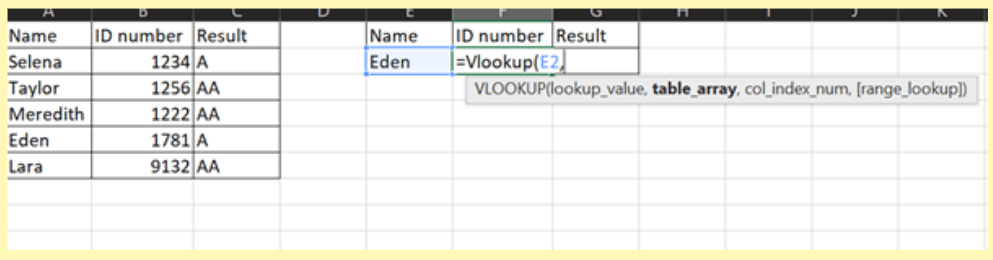 A B C D E F G H I J K
Name ID number Result Name ID number Result
Selena 1234 A Eden =Vlookup(E2,
Taylor 1256 AA VLOOKUP(lookup_value, table_array, col_index_num, [range_lookup])
Meredith 1222 AA
Eden 1781 A
Lara 9132 AA